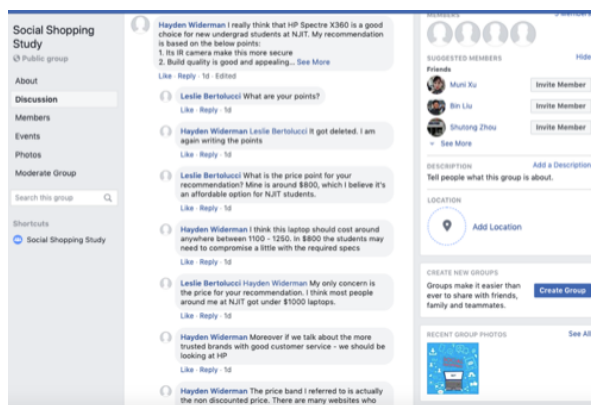 Social Shopping
Study
Public group
About
Discussion
Members
Events
Photos
Moderate Group
Search this group
Shortcuts
Social Shopping Study
Hayden Widerman I really think that HP Spectre X360 is a good
choice for new undergrad students at NJIT. My recommendation
is based on the below points:
1. Its IR camera make this more secure
2. Build quality is good and appealing... See More
Like · Reply · 1d · Edited
Leslie Bertolucci What are your points?
Like · Reply · 1d
Hayden Widerman Leslie Bertolucci It got deleted. I am
again writing the points
Like · Reply · 1d
Leslie Bertolucci What is the price point for your
recommendation? Mine is around $800, which I believe it's
an affordable option for NJIT students.
Like · Reply · 1d
Hayden Widerman I think this laptop should cost around
anywhere between 1100 - 1250. In $800 the students may
need to compromise a little with the required specs
Like · Reply · 1d
Leslie Bertolucci Hayden Widerman My only concern is
the price for your recommendation. I think most people
around me at NJIT got under $1000 laptops.
Like · Reply · 1d
Hayden Widerman Moreover if we talk about the more
trusted brands with good customer service - we should be
looking at HP
Like · Reply · 1d
Hayden Widerman The price band I referred to is actually
the non discounted price. There are many websites who
MEMBERS
3 Members
SUGGESTED MEMBERS
Hide
Friends
Muni Xu
Invite Member
Bin Liu
Invite Member
Shutong Zhou
Invite Member
See More
DESCRIPTION
Add a Description
Tell people what this group is about.
LOCATION
Add Location
CREATE NEW GROUPS
Groups make it easier than
ever to share with friends,
family and teammates.
Create Group
RECENT GROUP PHOTOS
See All